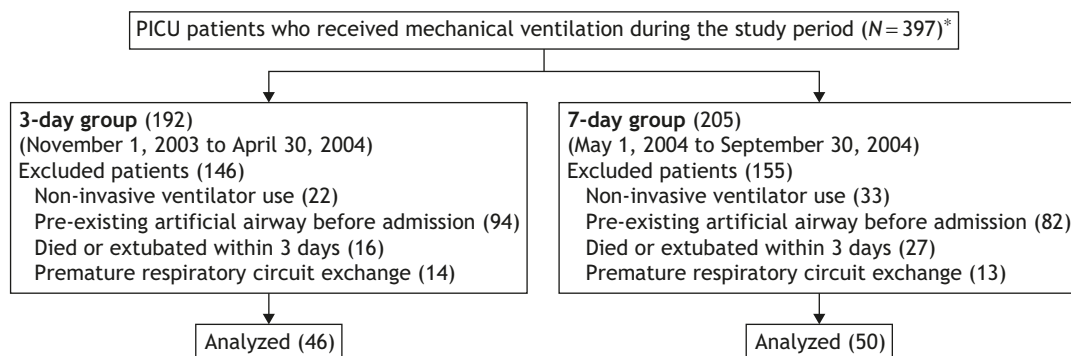 PICU patients who received mechanical ventilation during the study period (N = 397)*
3-day group (192)
(November 1, 2003 to April 30, 2004)
Excluded patients (146)
Non-invasive ventilator use (22)
Pre-existing artificial airway before admission (94)
Died or extubated within 3 days (16)
Premature respiratory circuit exchange (14)
Analyzed (46)
7-day group (205)
(May 1, 2004 to September 30, 2004)
Excluded patients (155)
Non-invasive ventilator use (33)
Pre-existing artificial airway before admission (82)
Died or extubated within 3 days (27)
Premature respiratory circuit exchange (13)
Analyzed (50)